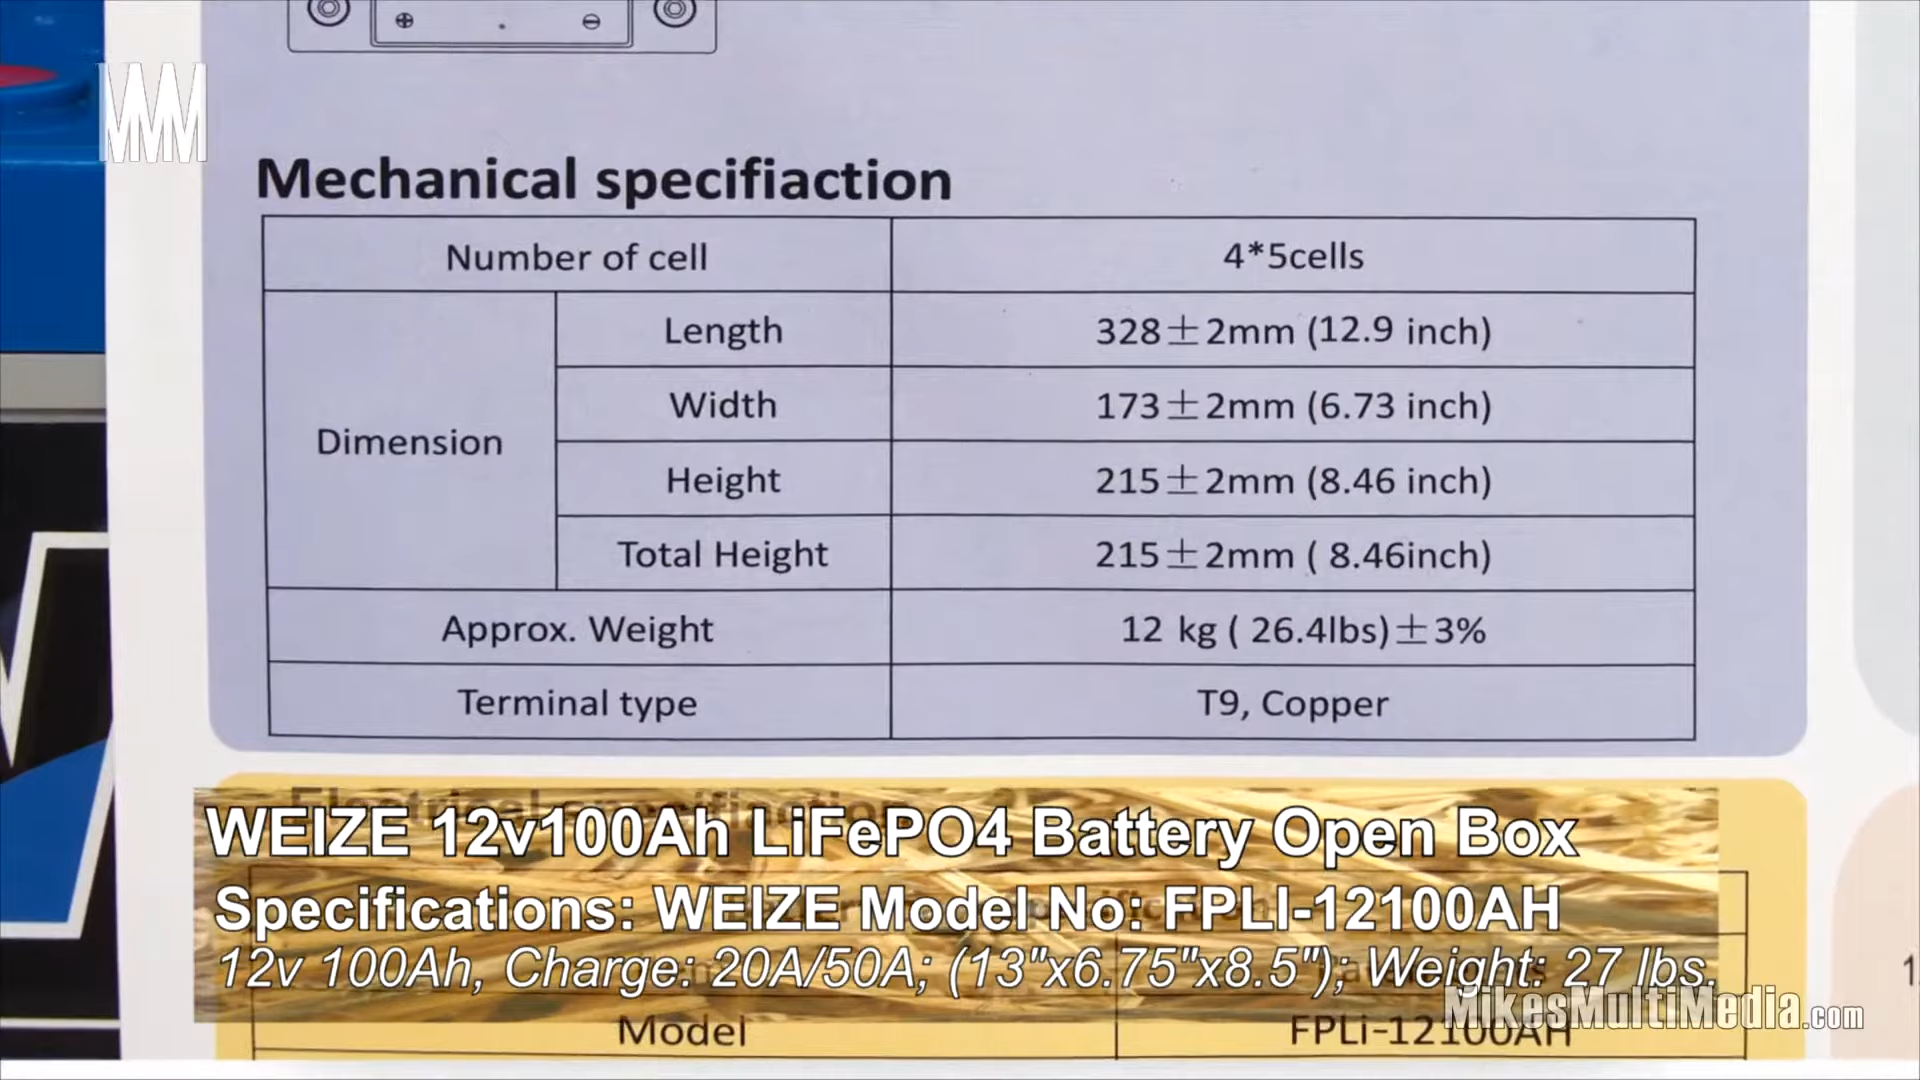 MMM
Mechanical specifiaction
Number of cell 4*5cells
Dimension
Length 328±2mm (12.9 inch)
Width 173±2mm (6.73 inch)
Height 215±2mm (8.46 inch)
Total Height 215±2mm ( 8.46inch)
Approx. Weight 12 kg ( 26.4lbs)±3%
Terminal type T9, Copper
Electrical specifiaction
WEIZE 12v100Ah LiFePO4 Battery Open Box
Specifications: WEIZE Model No: FPLI-12100AH
12v 100Ah, Charge: 20A/50A; (13"x6.75"x8.5"); Weight: 27 lbs.
MikesMultiMedia.com
Model FPLi-12100AH